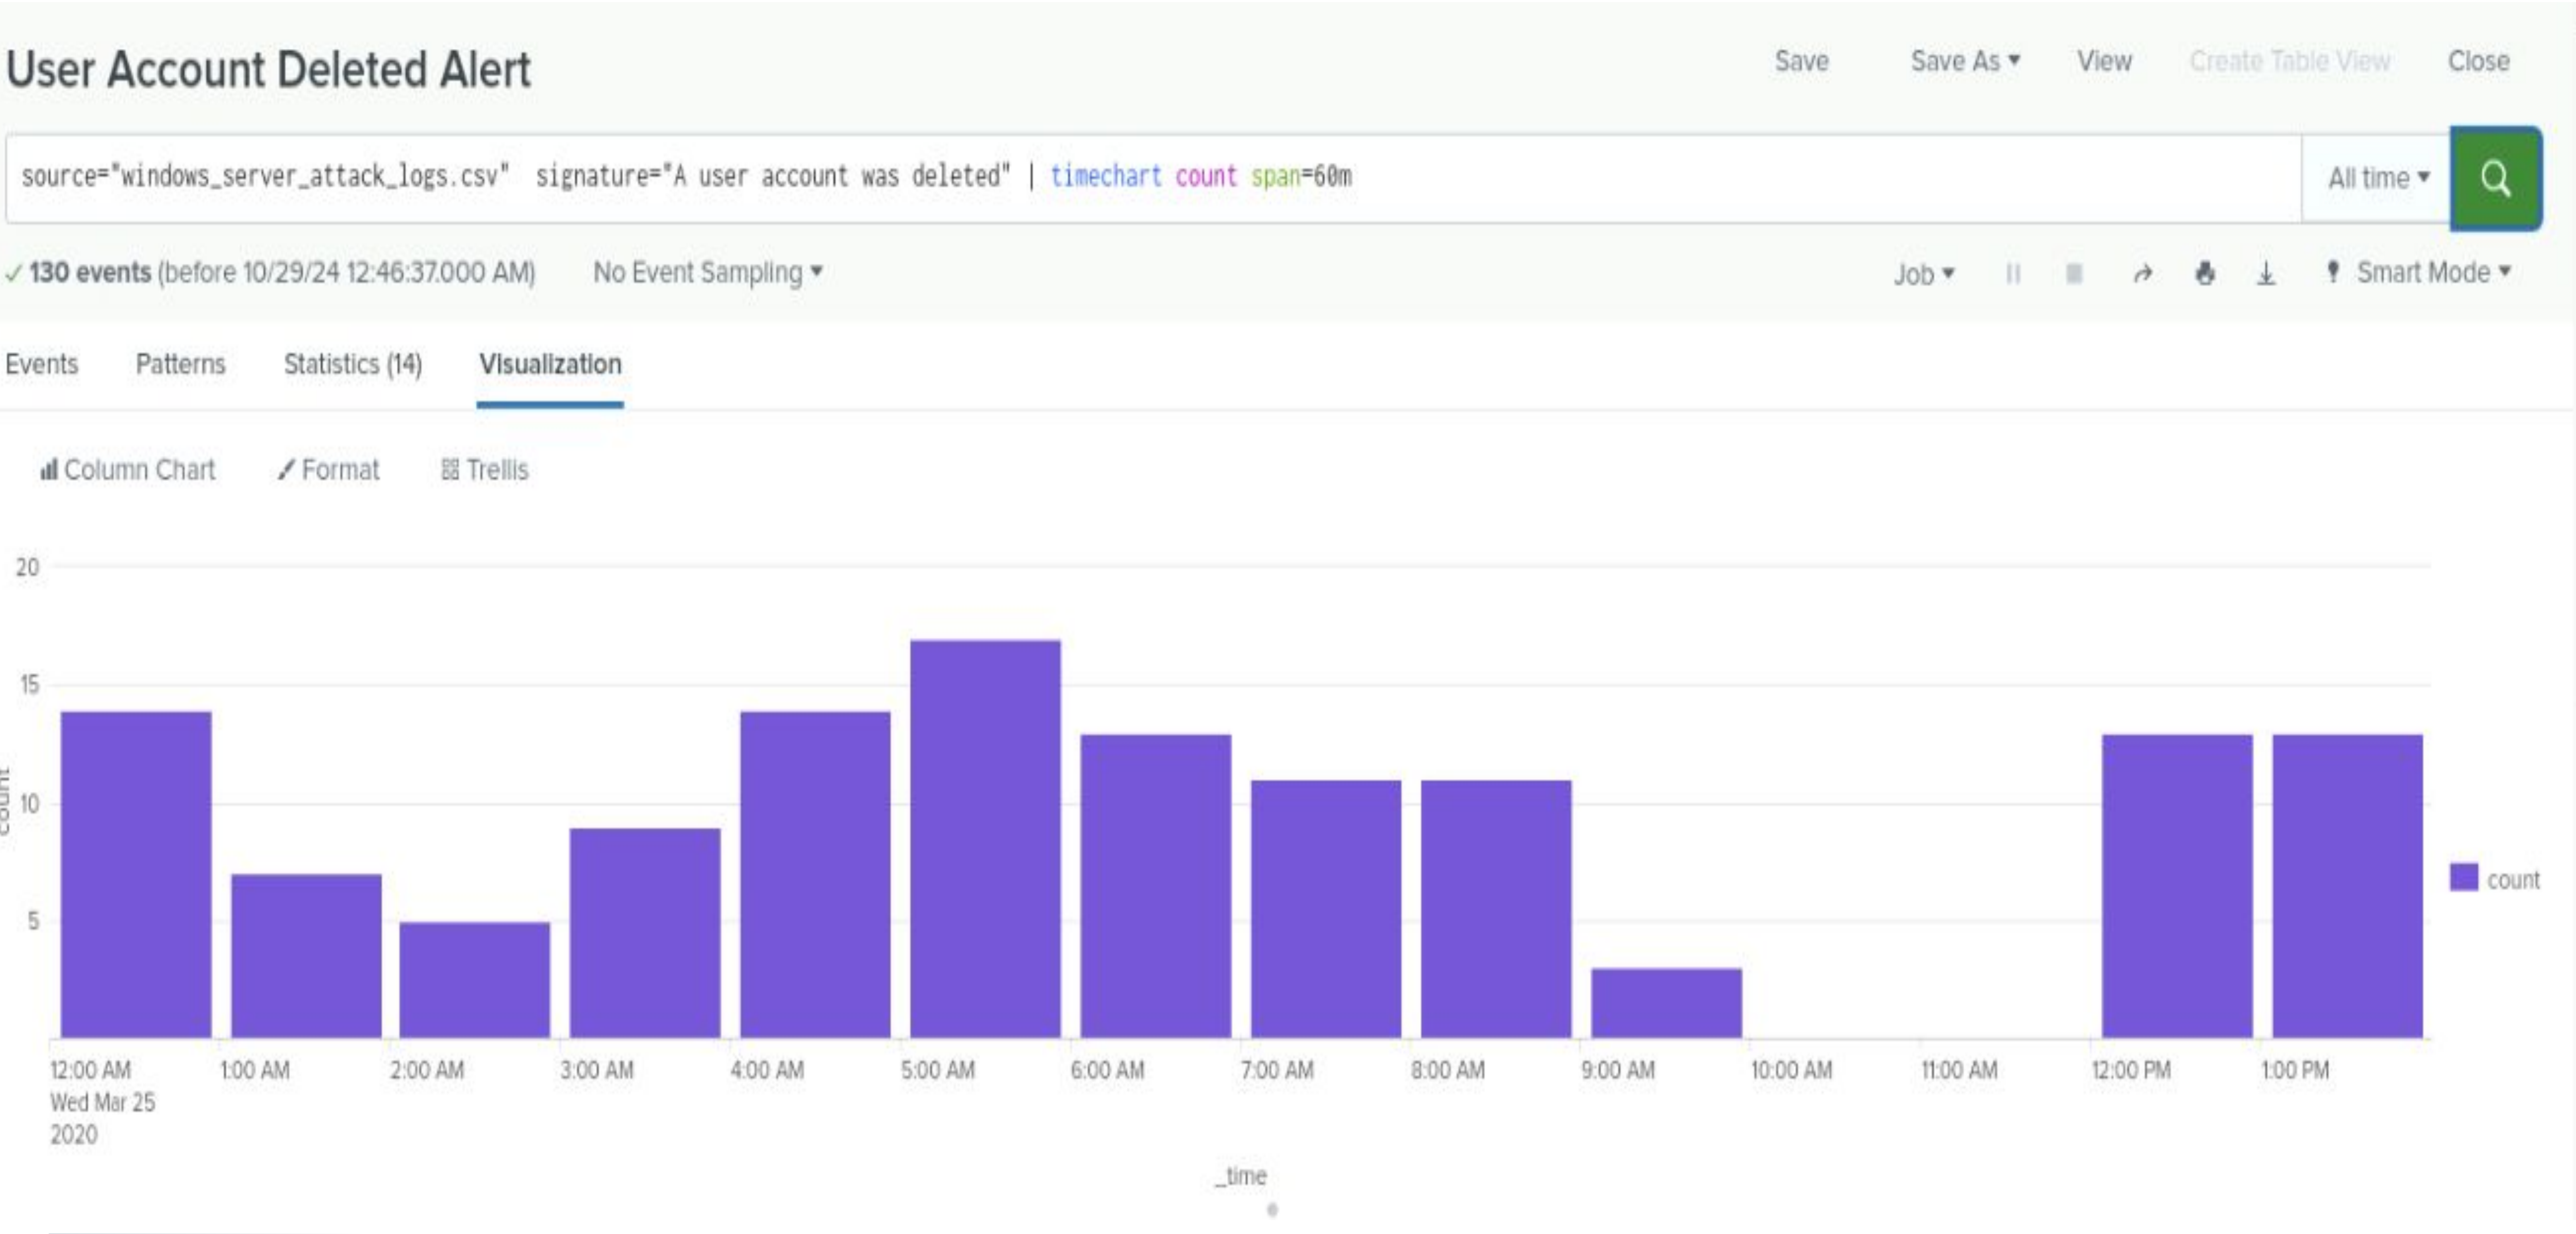 User Account Deleted Alert
Save Save As View Create Table View Close
source="windows_server_attack_logs.csv" signature="A user account was deleted" | timechart count span=60m
All time
130 events (before 10/29/24 12:46:37.000 AM) No Event Sampling
Job Smart Mode
Events Patterns Statistics (14) Visualization
Column Chart Format Trellis
20
15
10
5
count
count
12:00 AM 1:00 AM 2:00 AM 3:00 AM 4:00 AM 5:00 AM 6:00 AM 7:00 AM 8:00 AM 9:00 AM 10:00 AM 11:00 AM 12:00 PM 1:00 PM
Wed Mar 25
2020
_time